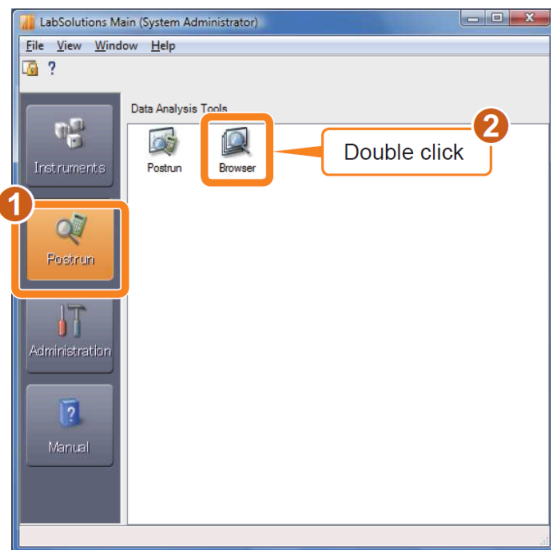 LabSolutions Main (System Administrator)
File View Window Help
?
Data Analysis Tools
Instruments
Postrun
Browser
Double click
2
1
Postrun
Administration
?
Manual